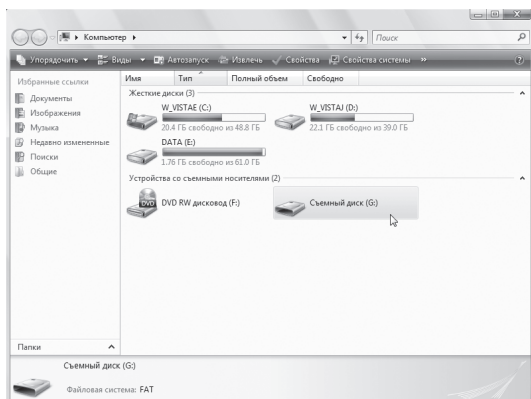 Компьютер
Поиск
Упорядочить Виды Автозапуск Извлечь Свойства Свойства системы »
Избранные ссылки
Документы
Изображения
Музыка
Недавно измененные
Поиски
Общие
Папки
Имя Тип Полный объем Свободно
Жесткие диски (3)
W_VISTAE (C:)
20.4 ГБ свободно из 48.8 ГБ
W_VISTAJ (D:)
22.1 ГБ свободно из 39.0 ГБ
DATA (E:)
1.76 ГБ свободно из 61.0 ГБ
Устройства со съемными носителями (2)
DVD
DVD RW дисковод (F:)
Съемный диск (G:)
Съемный диск (G:)
Файловая система: FAT